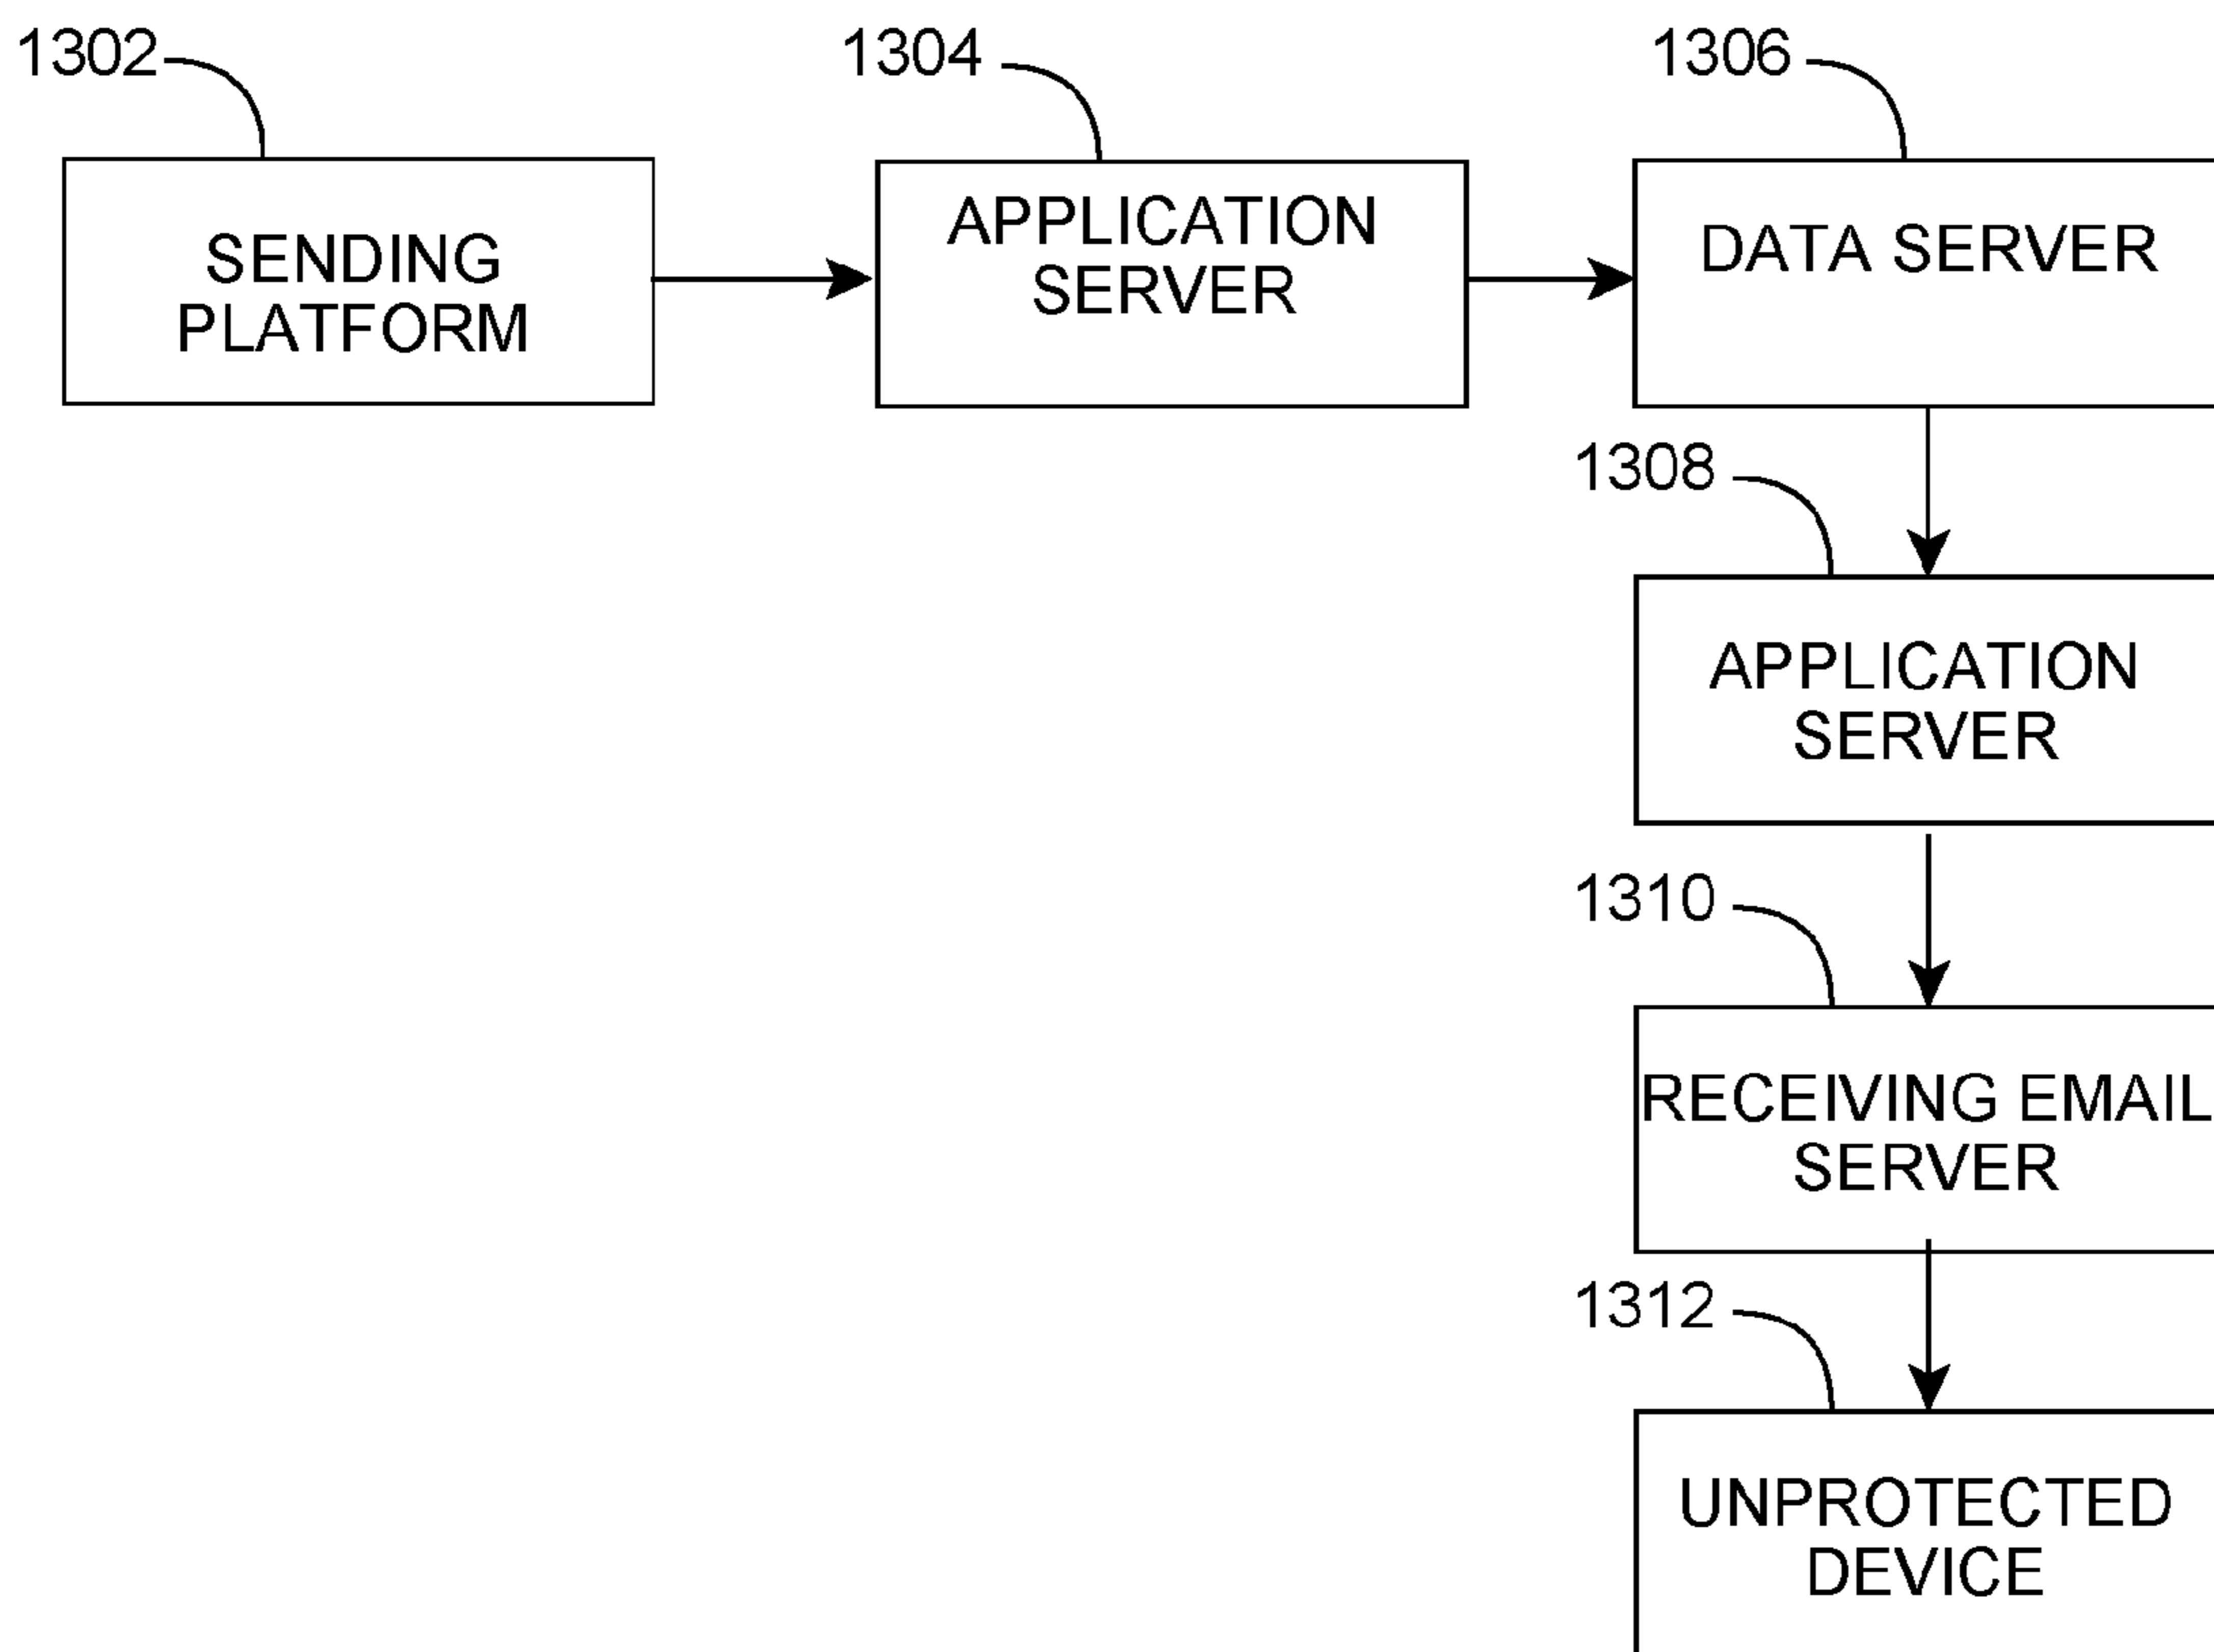 1302
1304
1306
SENDING
PLATFORM
APPLICATION
SERVER
DATA SERVER
1308
APPLICATION
SERVER
1310
RECEIVING EMAIL
SERVER
1312
UNPROTECTED
DEVICE